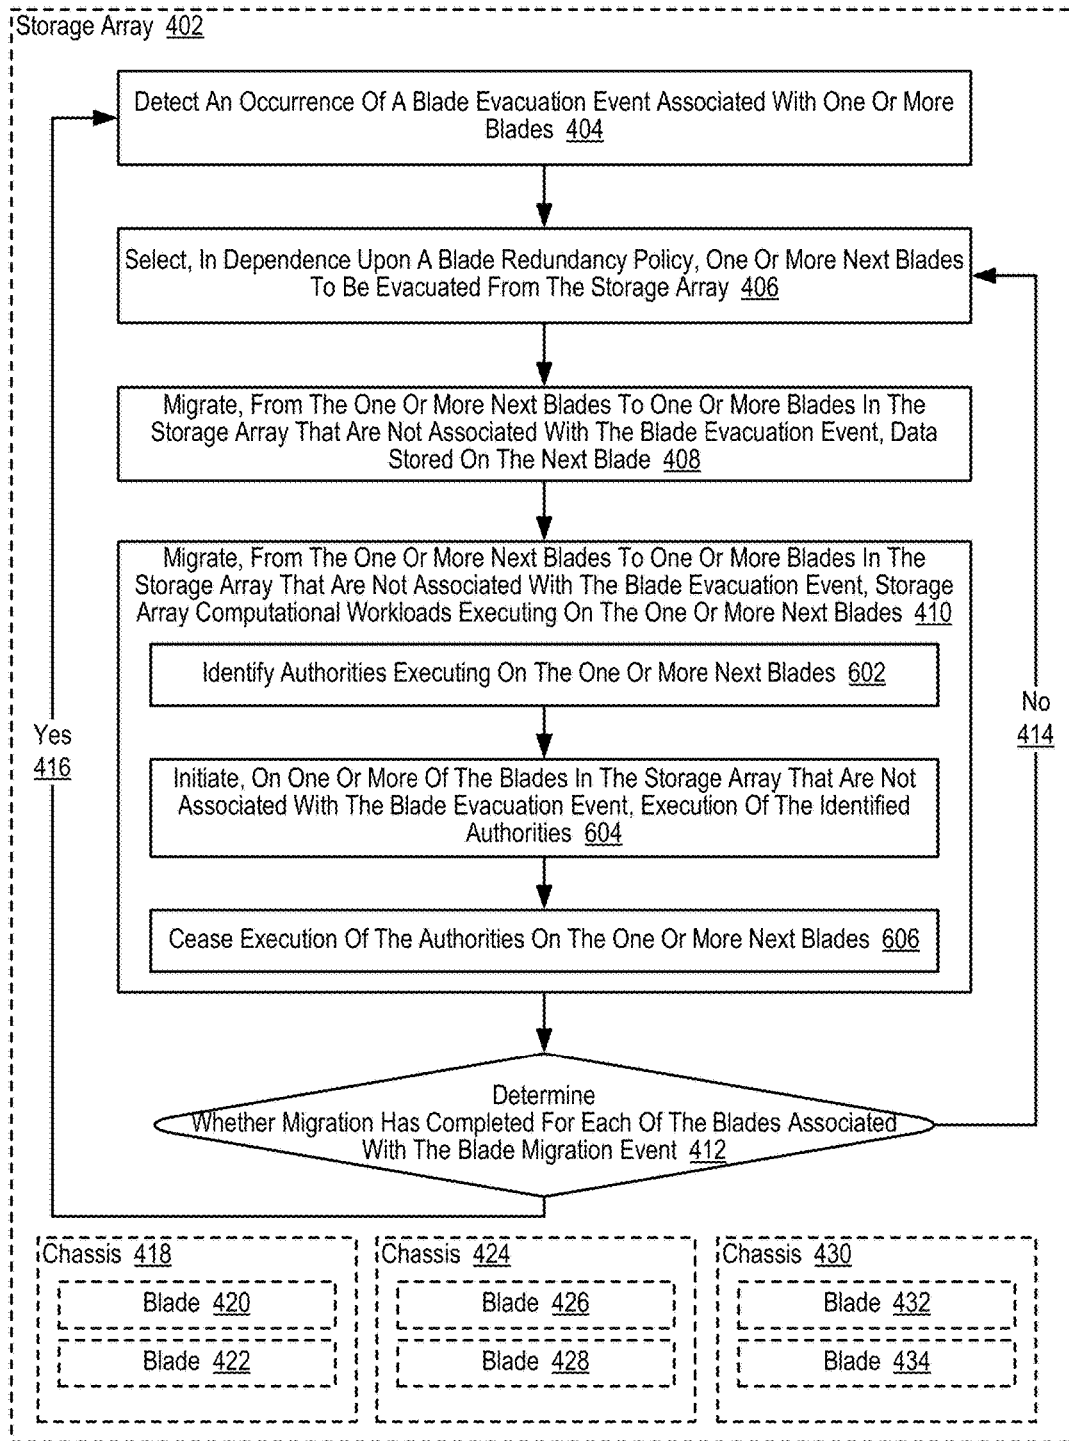 Storage Array 402
Detect An Occurrence Of A Blade Evacuation Event Associated With One Or More
Blades 404
Select, In Dependence Upon A Blade Redundancy Policy, One Or More Next Blades
To Be Evacuated From The Storage Array 406
Migrate, From The One Or More Next Blades To One Or More Blades In The
Storage Array That Are Not Associated With The Blade Evacuation Event, Data
Stored On The Next Blade 408
Migrate, From The One Or More Next Blades To One Or More Blades In The
Storage Array That Are Not Associated With The Blade Evacuation Event, Storage
Array Computational Workloads Executing On The One Or More Next Blades 410
Identify Authorities Executing On The One Or More Next Blades 602
Initiate, On One Or More Of The Blades In The Storage Array That Are Not
Associated With The Blade Evacuation Event, Execution Of The Identified
Authorities 604
Cease Execution Of The Authorities On The One Or More Next Blades 606
Yes
416
No
414
Determine
Whether Migration Has Completed For Each Of The Blades Associated
With The Blade Migration Event 412
Chassis 418
Blade 420
Blade 422
Chassis 424
Blade 426
Blade 428
Chassis 430
Blade 432
Blade 434